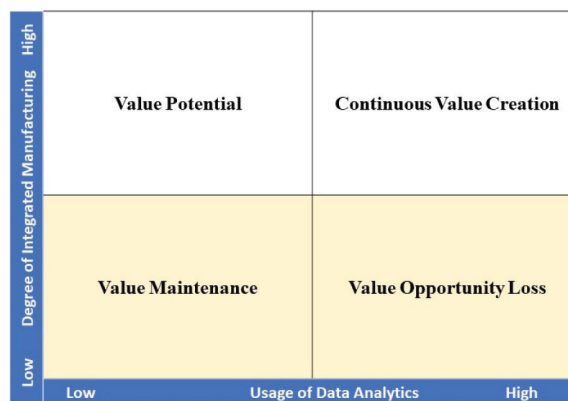 High
Degree of Integrated Manufacturing
Low
Value Potential
Continuous Value Creation
Value Maintenance
Value Opportunity Loss
Low
Usage of Data Analytics
High